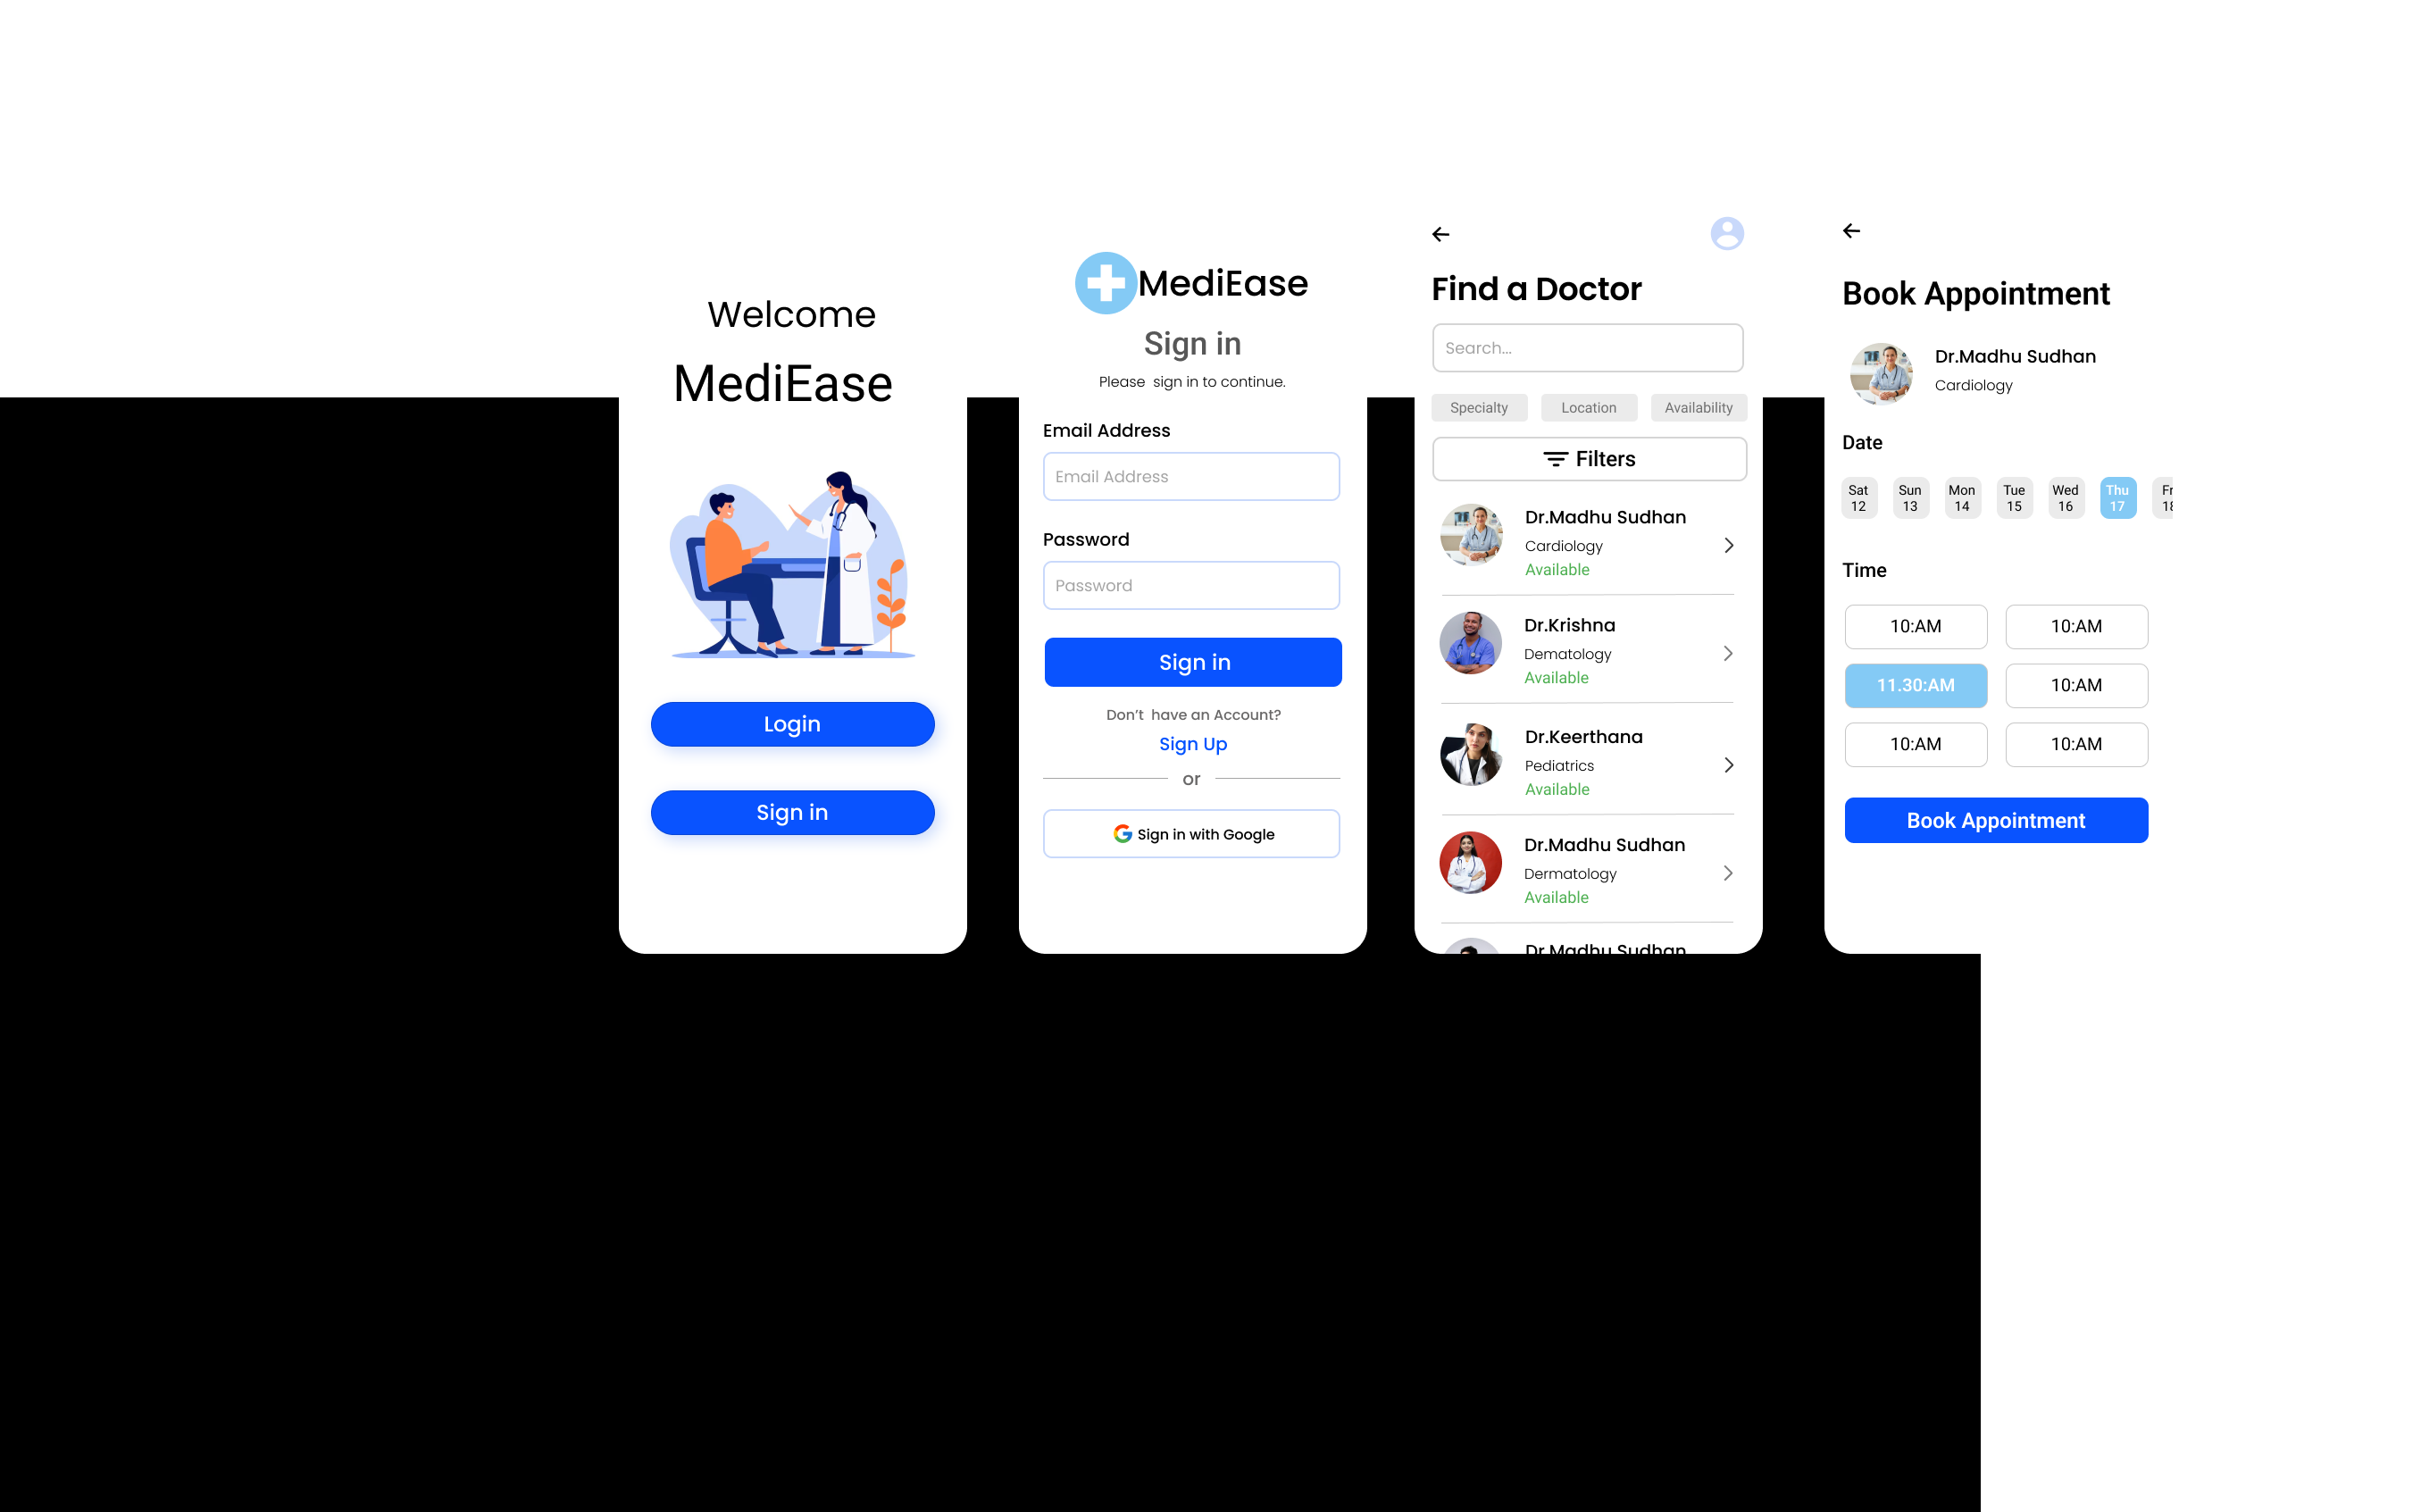 Welcome
MediEase
Login
Sign in
MediEase
Sign in
Please  sign in to continue.
Email Address
Email Address
Password
Password
Sign in
Don't  have an Account?
Sign Up
or
Sign in with Google
Find a Doctor
Search...
Specialty
Location
Availability
Filters
Dr.Madhu Sudhan
Cardiology
Available
Dr.Krishna
Dematology
Available
Dr.Keerthana
Pediatrics
Available
Dr.Madhu Sudhan
Dermatology
Available
Dr.Madhu Sudhan
Book Appointment
Dr.Madhu Sudhan
Cardiology
Date
Sat Sun Mon Tue Wed Thu Fr
12 13 14 15 16 17 18
Time
10:AM 10:AM
11.30:AM 10:AM
10:AM 10:AM
Book Appointment